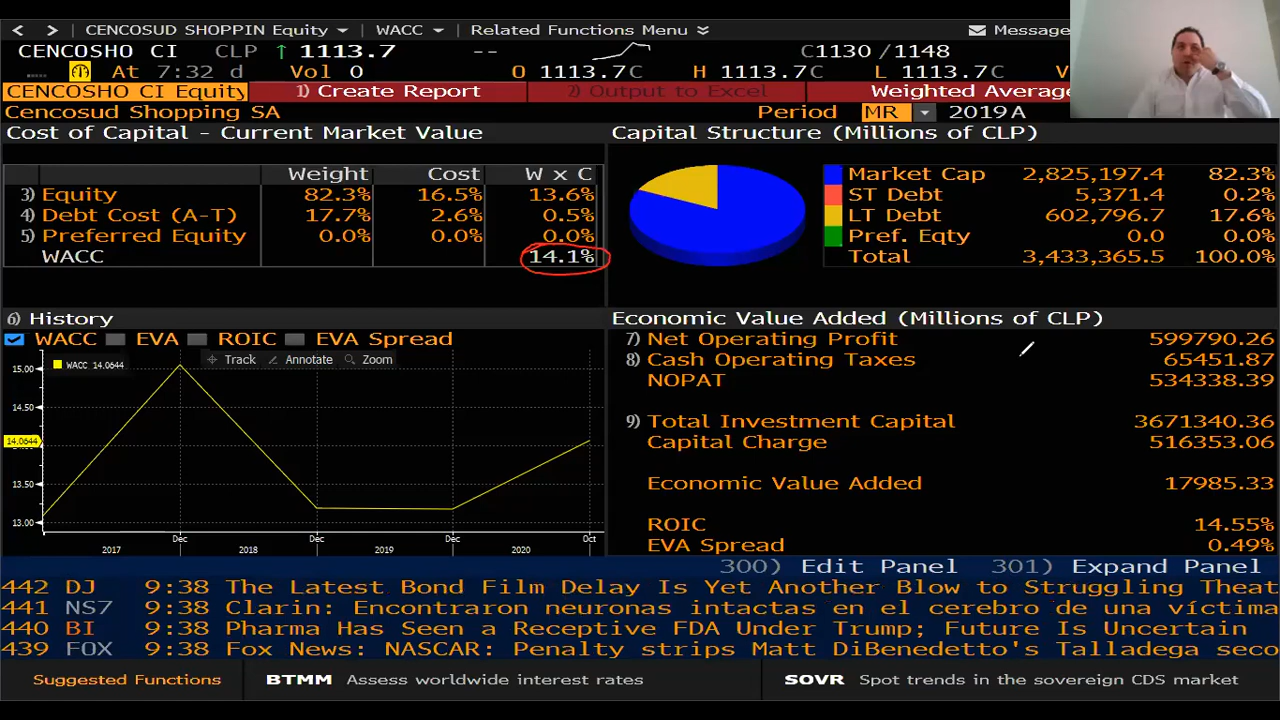 < > CENCOSUD SHOPPIN Equity WACC Related Functions Menu Message
CENCOSHO CI CLP ↑ 1113.7 -- C1130 / 1148
At 7:32 d Vol 0 O 1113.7C H 1113.7C L 1113.7C V
CENCOSHO CI Equity 1) Create Report 2) Output to Excel Weighted Average
Cencosud Shopping SA Period MR 2019 A
Cost of Capital - Current Market Value
Weight Cost W x C
3) Equity 82.3% 16.5% 13.6%
4) Debt Cost (A-T) 17.7% 2.6% 0.5%
5) Preferred Equity 0.0% 0.0% 0.0%
WACC 14.1%
Capital Structure (Millions of CLP)
Market Cap 2,825,197.4 82.3%
ST Debt 5,371.4 0.2%
LT Debt 602,796.7 17.6%
Pref. Eqty 0.0 0.0%
Total 3,433,365.5 100.0%
6) History
WACC EVA ROIC EVA Spread
Track Annotate Zoom
WACC 14.0644
15.00
14.50
14.0644
13.50
13.00
Dec Dec Dec Oct
2017 2018 2019 2020
Economic Value Added (Millions of CLP)
7) Net Operating Profit 599790.26
8) Cash Operating Taxes 65451.87
NOPAT 534338.39
9) Total Investment Capital 3671340.36
Capital Charge 516353.06
Economic Value Added 17985.33
ROIC 14.55%
EVA Spread 0.49%
300) Edit Panel 301) Expand Panel
442 DJ 9:38 The Latest Bond Film Delay Is Yet Another Blow to Struggling Theat
441 NS7 9:38 Clarin: Encontraron neuronas intactas en el cerebro de una víctima
440 BI 9:38 Pharma Has Seen a Receptive FDA Under Trump; Future Is Uncertain
439 FOX 9:38 Fox News: NASCAR: Penalty strips Matt DiBenedetto's Talladega seco
Suggested Functions BTMM Assess worldwide interest rates SOVR Spot trends in the sovereign CDS market